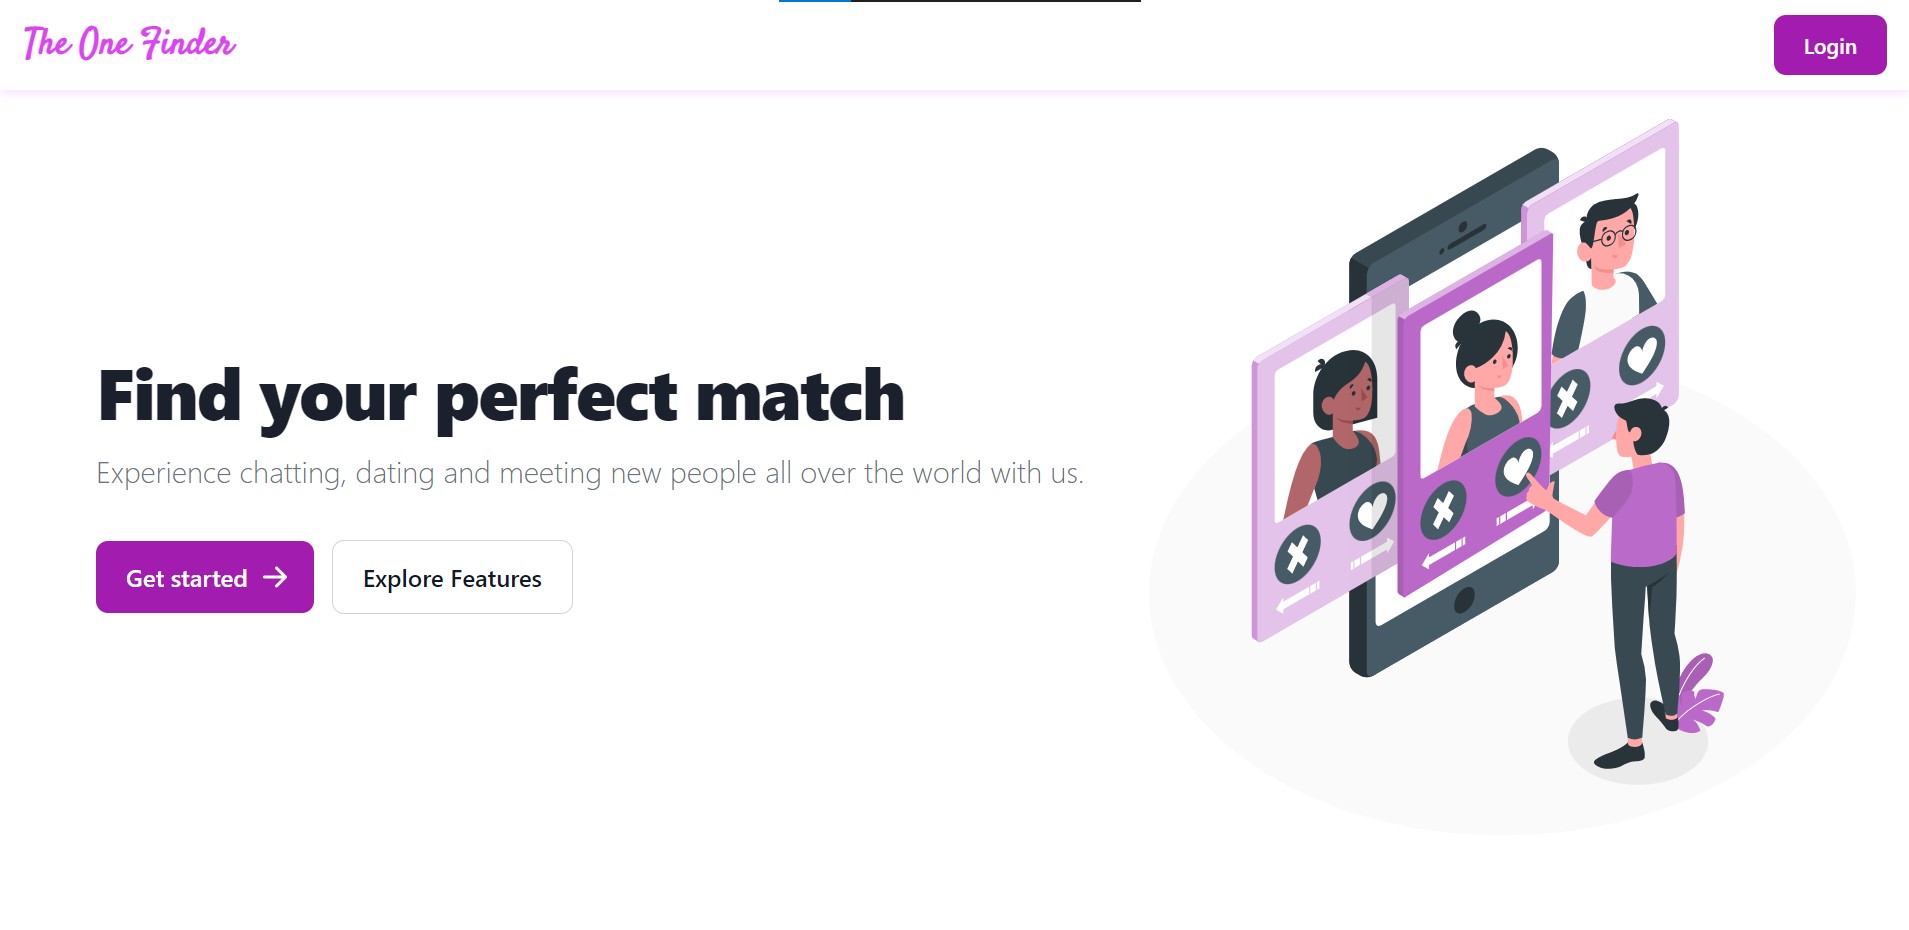 The One Finder
Login
Find your perfect match
Experience chatting, dating and meeting new people all over the world with us.
Get started
Explore Features